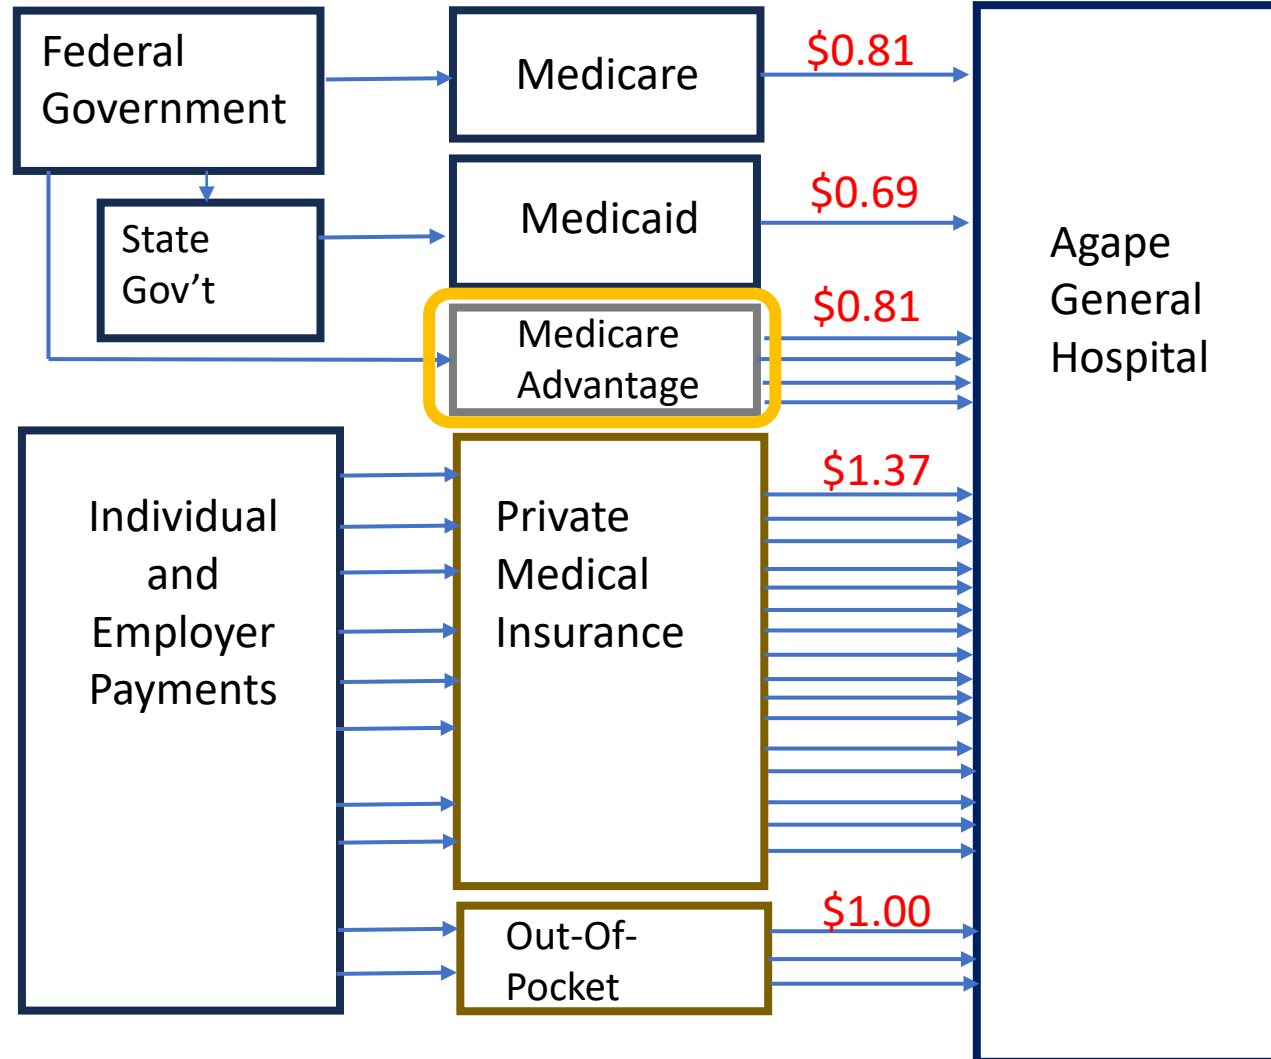 Federal
Government
Medicare
$0.81
State
Gov’t
Medicaid
$0.69
Medicare
Advantage
$0.81
Agape
General
Hospital
Individual
and
Employer
Payments
Private
Medical
Insurance
$1.37
Out-Of-
Pocket
$1.00